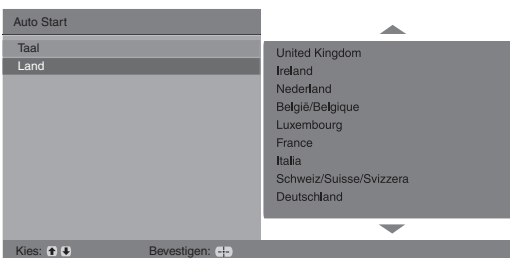 Auto Start
Taal
Land
United Kingdom
Ireland
Nederland
België/Belgique
Luxembourg
France
Italia
Schweiz/Suisse/Svizzera
Deutschland
Kies: Bevestigen: